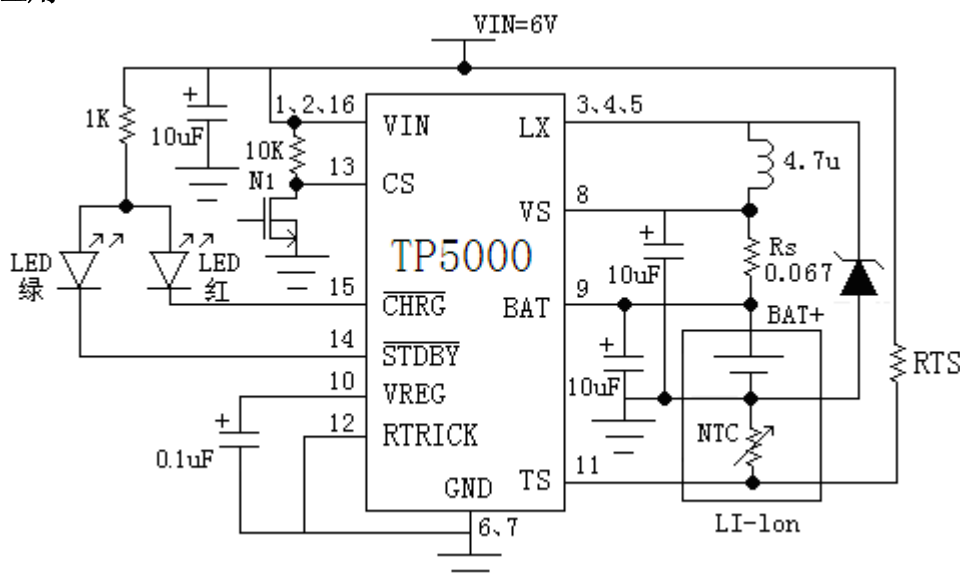 VIN=6V
1K
10uF
1、2、16
VIN
10K
13
CS
N1
3、4、5
LX
4.7u
8
VS
TP5000
Rs
0.067
10uF
LED
绿
LED
红
15
CHRG
9
BAT
BAT+
14
STDBY
10uF
RTS
10
VREG
12
RTRICK
0.1uF
NTC
11
TS
GND
6、7
LI-lon